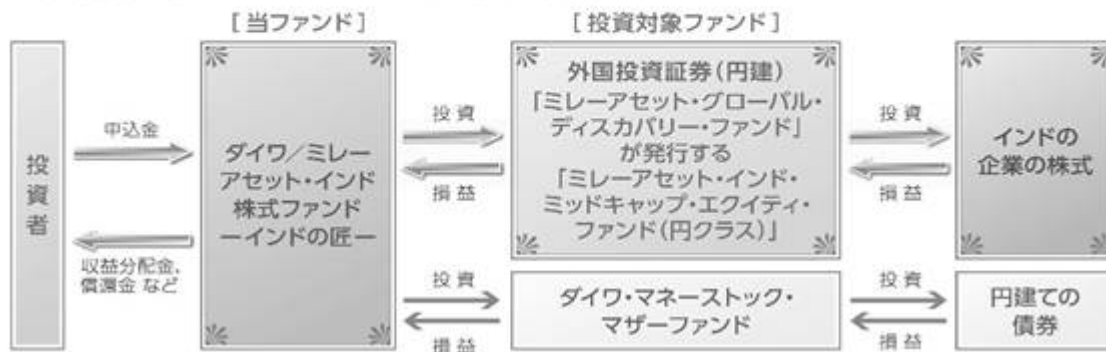 [当ファンド]
[投資対象ファンド]
投資者
申込金
収益分配金、
償還金 など
ダイワ/ミレー
アセット・インド
株式ファンド
ーインドの匠ー
投資
損益
投資
損益
外国投資証券(円建)
「ミレーアセット・グローバル・
ディスカバリー・ファンド」
が発行する
「ミレーアセット・インド・
ミッドキャップ・エクイティ・
ファンド(円クラス)」
ダイワ・マネーストック・
マザーファンド
投資
損益
投資
損益
インドの
企業の株式
円建ての
債券